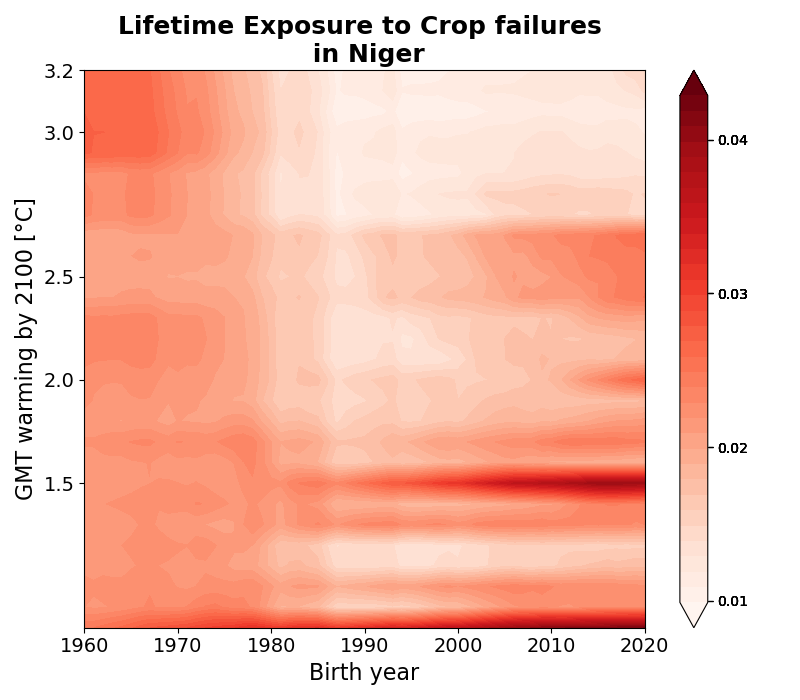 Lifetime Exposure to Crop failures
in Niger
3.2
3.0
2.5
2.0
1.5
GMT warming by 2100 [°C]
1960 1970 1980 1990 2000 2010 2020
Birth year
0.04
0.03
0.02
0.01